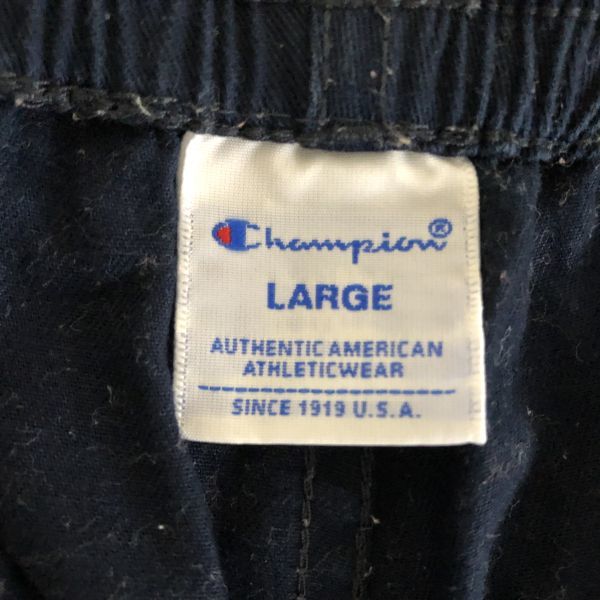 Champion®
LARGE
AUTHENTIC AMERICAN
ATHLETICWEAR
SINCE 1919 U.S.A.